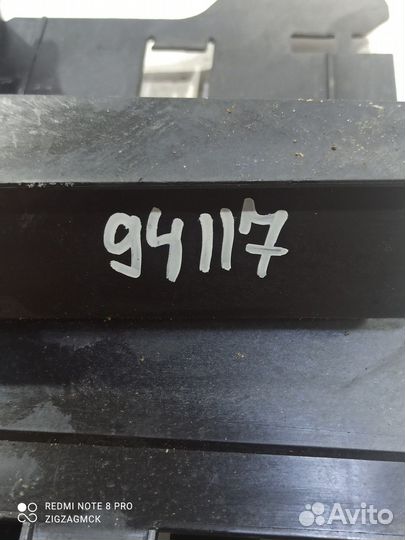 94117
REDMI NOTE 8 PRO
ZIGZAGMCK
Avito